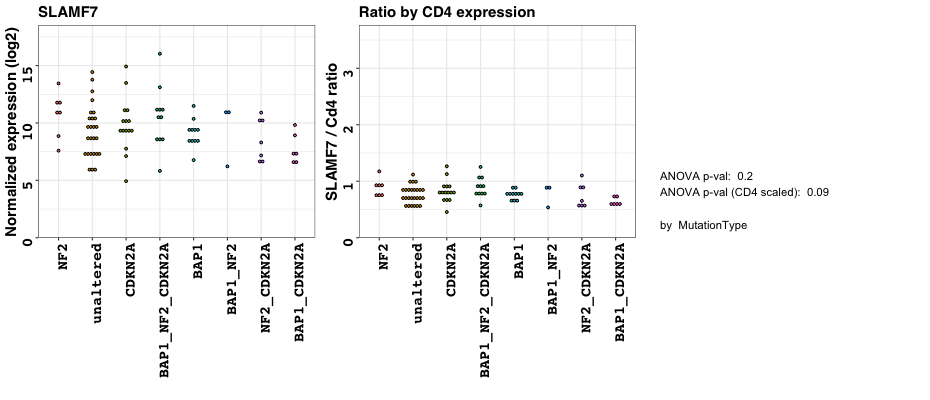 SLAMF7
Normalized expression (log2)
15
10
5
0
NF2
unaltered
CDKN2A
BAP1_NF2_CDKN2A
BAP1
BAP1_NF2
NF2_CDKN2A
BAP1_CDKN2A
Ratio by CD4 expression
SLAMF7 / Cd4 ratio
3
2
1
0
NF2
unaltered
CDKN2A
BAP1_NF2_CDKN2A
BAP1
BAP1_NF2
NF2_CDKN2A
BAP1_CDKN2A
ANOVA p-val: 0.2
ANOVA p-val (CD4 scaled): 0.09
by MutationType